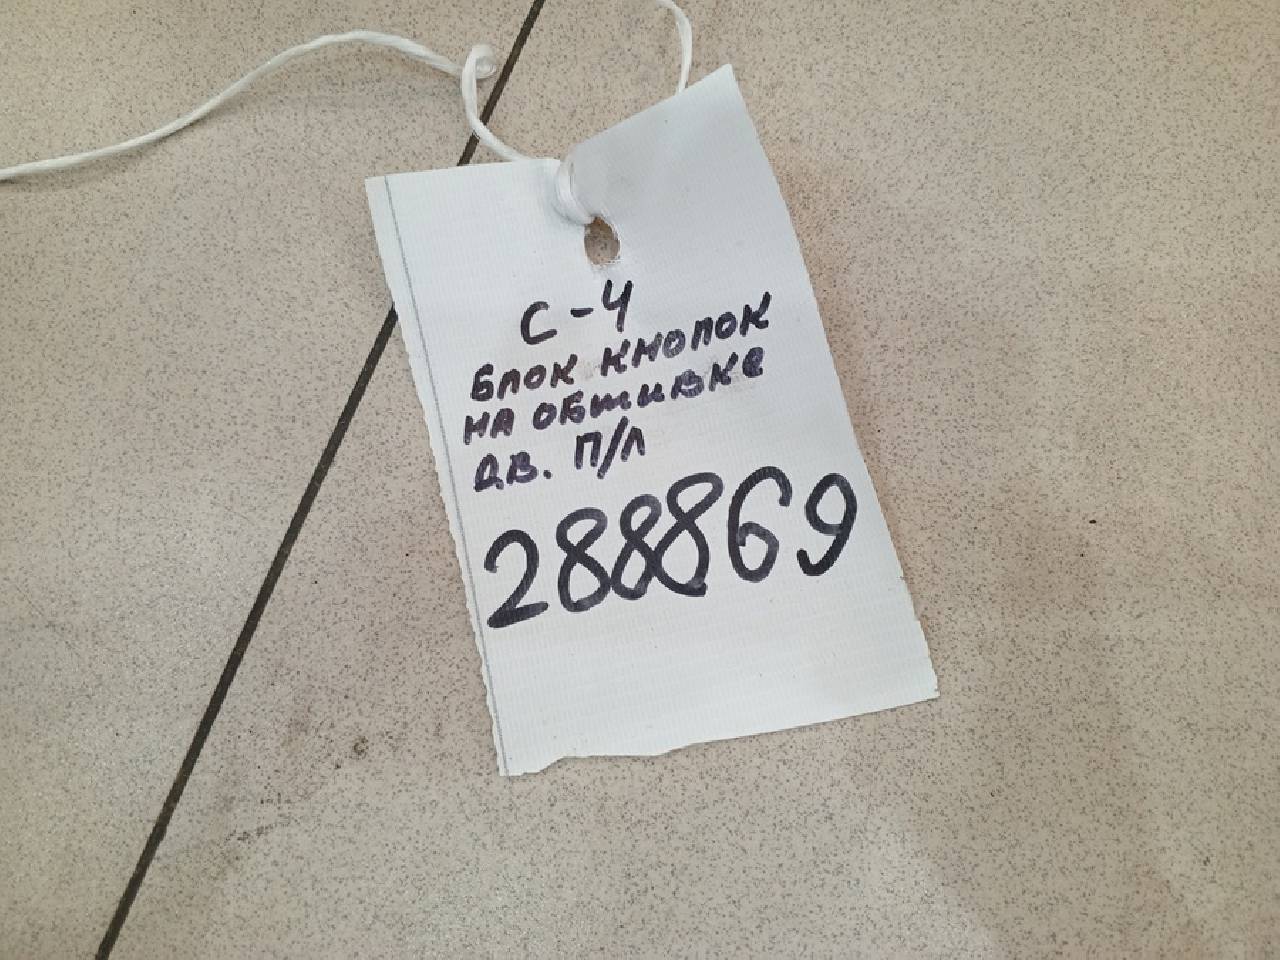 С-4
БЛОК КНОПОК
НА ОБШИВКЕ
ДВ. П/Л
288869